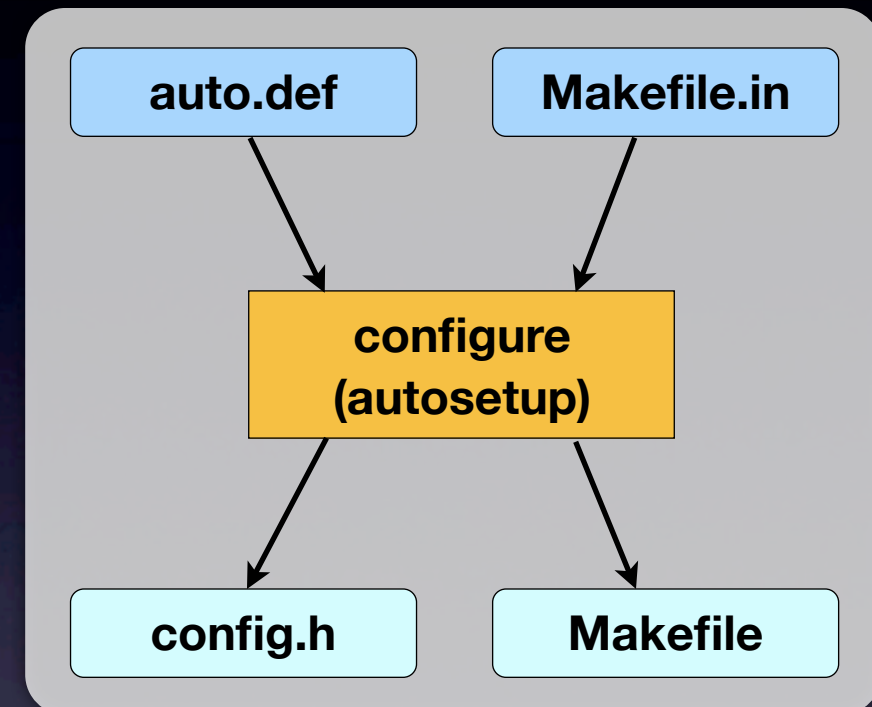 auto.def
Makefile.in
configure
(autosetup)
config.h
Makefile